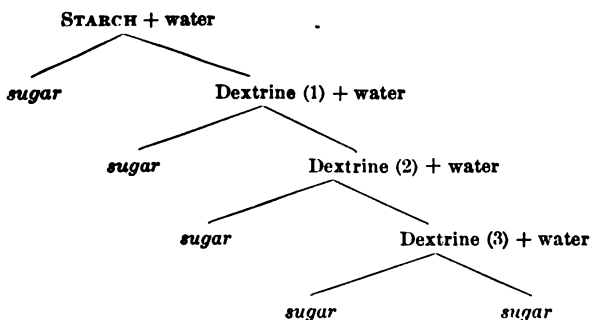 STARCH + water
sugar
Dextrine (1) + water
sugar
Dextrine (2) + water
sugar
Dextrine (3) + water
sugar sugar